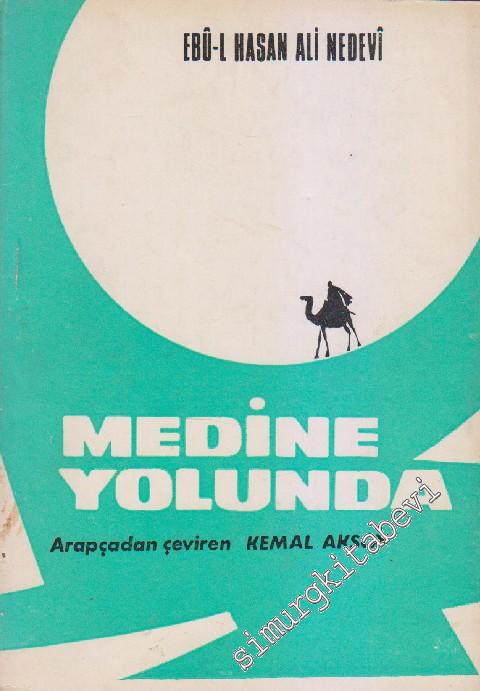 EBÛ-L HASAN ALİ NEDEVÎ
MEDİNE
YOLUNDA
Arapçadan çeviren KEMAL
simurgkitabevi